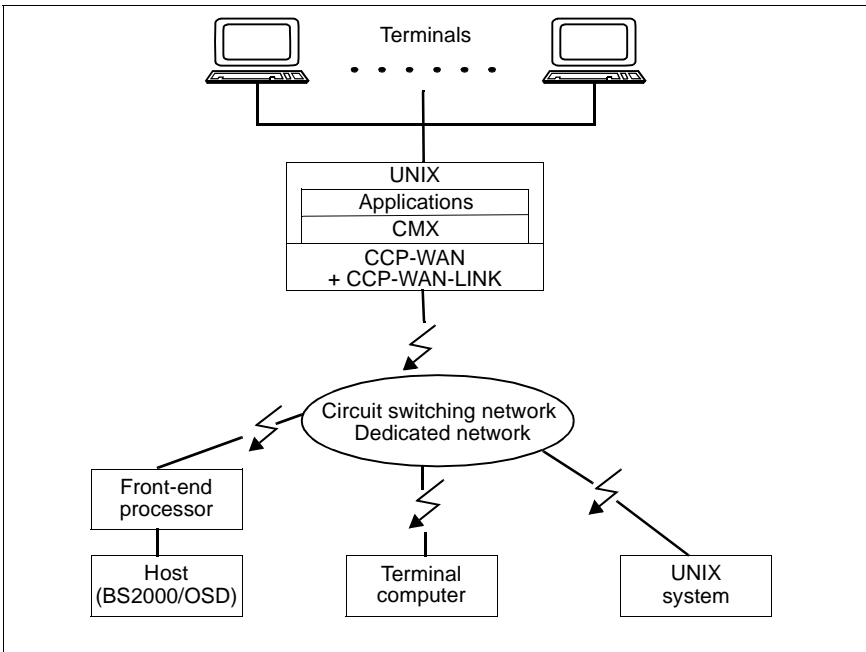 Terminals
UNIX
Applications
CMX
CCP-WAN
+ CCP-WAN-LINK
Circuit switching network
Dedicated network
Front-end
processor
Host
(BS2000/OSD)
Terminal
computer
UNIX
system